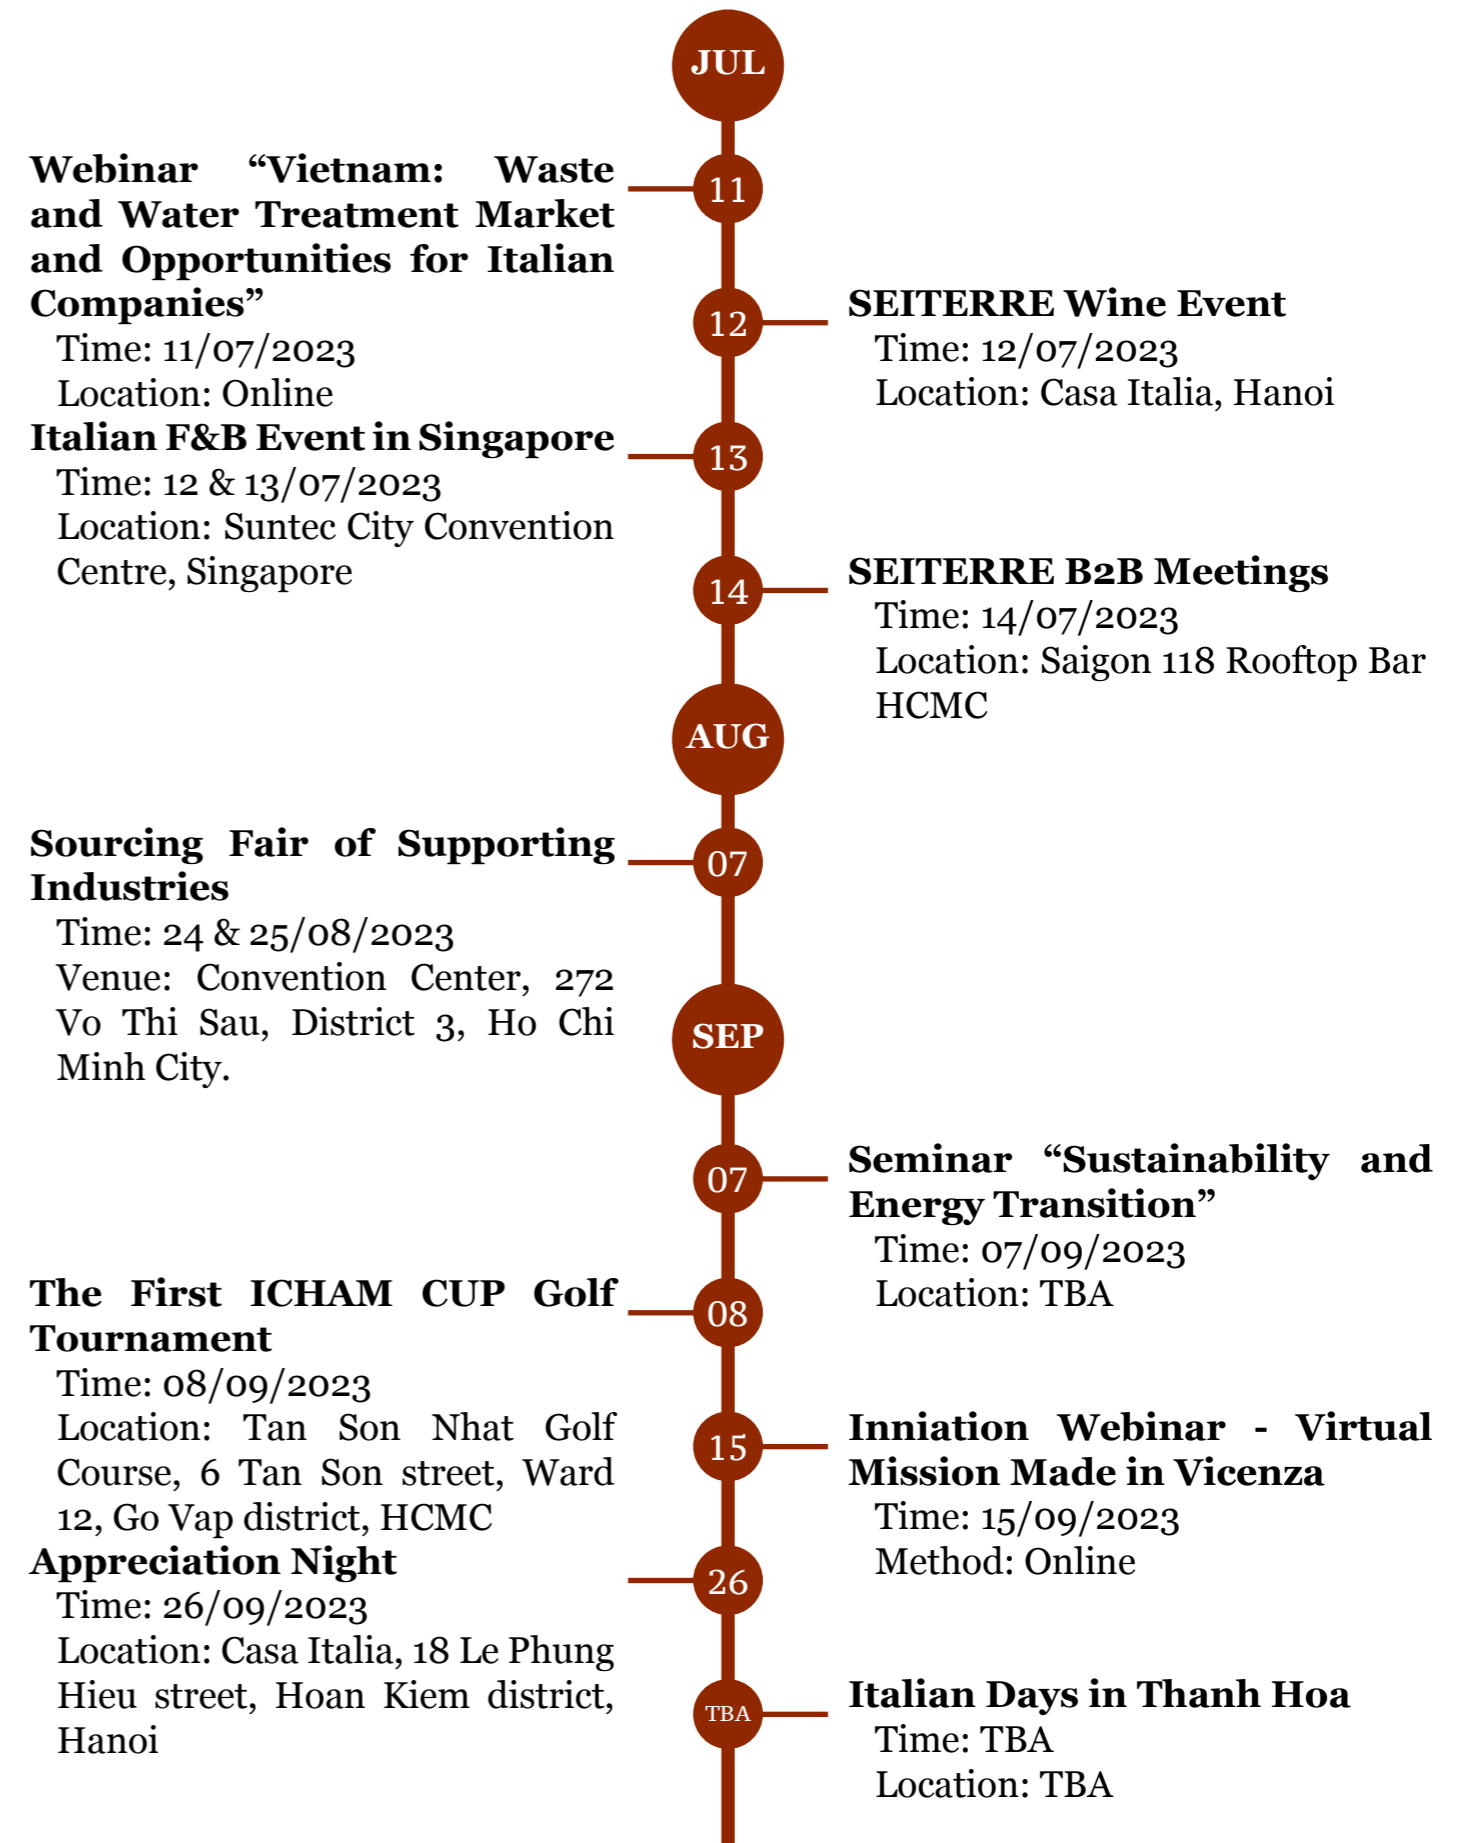 JUL
11
Webinar “Vietnam: Waste
and Water Treatment Market
and Opportunities for Italian
Companies”
Time: 11/07/2023
Location: Online
12
SEITERRE Wine Event
Time: 12/07/2023
Location: Casa Italia, Hanoi
13
Italian F&B Event in Singapore
Time: 12 & 13/07/2023
Location: Suntec City Convention
Centre, Singapore
14
SEITERRE B2B Meetings
Time: 14/07/2023
Location: Saigon 118 Rooftop Bar
HCMC
AUG
07
Sourcing Fair of Supporting
Industries
Time: 24 & 25/08/2023
Venue: Convention Center, 272
Vo Thi Sau, District 3, Ho Chi
Minh City.
SEP
07
Seminar “Sustainability and
Energy Transition”
Time: 07/09/2023
Location: TBA
08
The First ICHAM CUP Golf
Tournament
Time: 08/09/2023
Location: Tan Son Nhat Golf
Course, 6 Tan Son street, Ward
12, Go Vap district, HCMC
15
Inniation Webinar - Virtual
Mission Made in Vicenza
Time: 15/09/2023
Method: Online
26
Appreciation Night
Time: 26/09/2023
Location: Casa Italia, 18 Le Phung
Hieu street, Hoan Kiem district,
Hanoi
TBA
Italian Days in Thanh Hoa
Time: TBA
Location: TBA